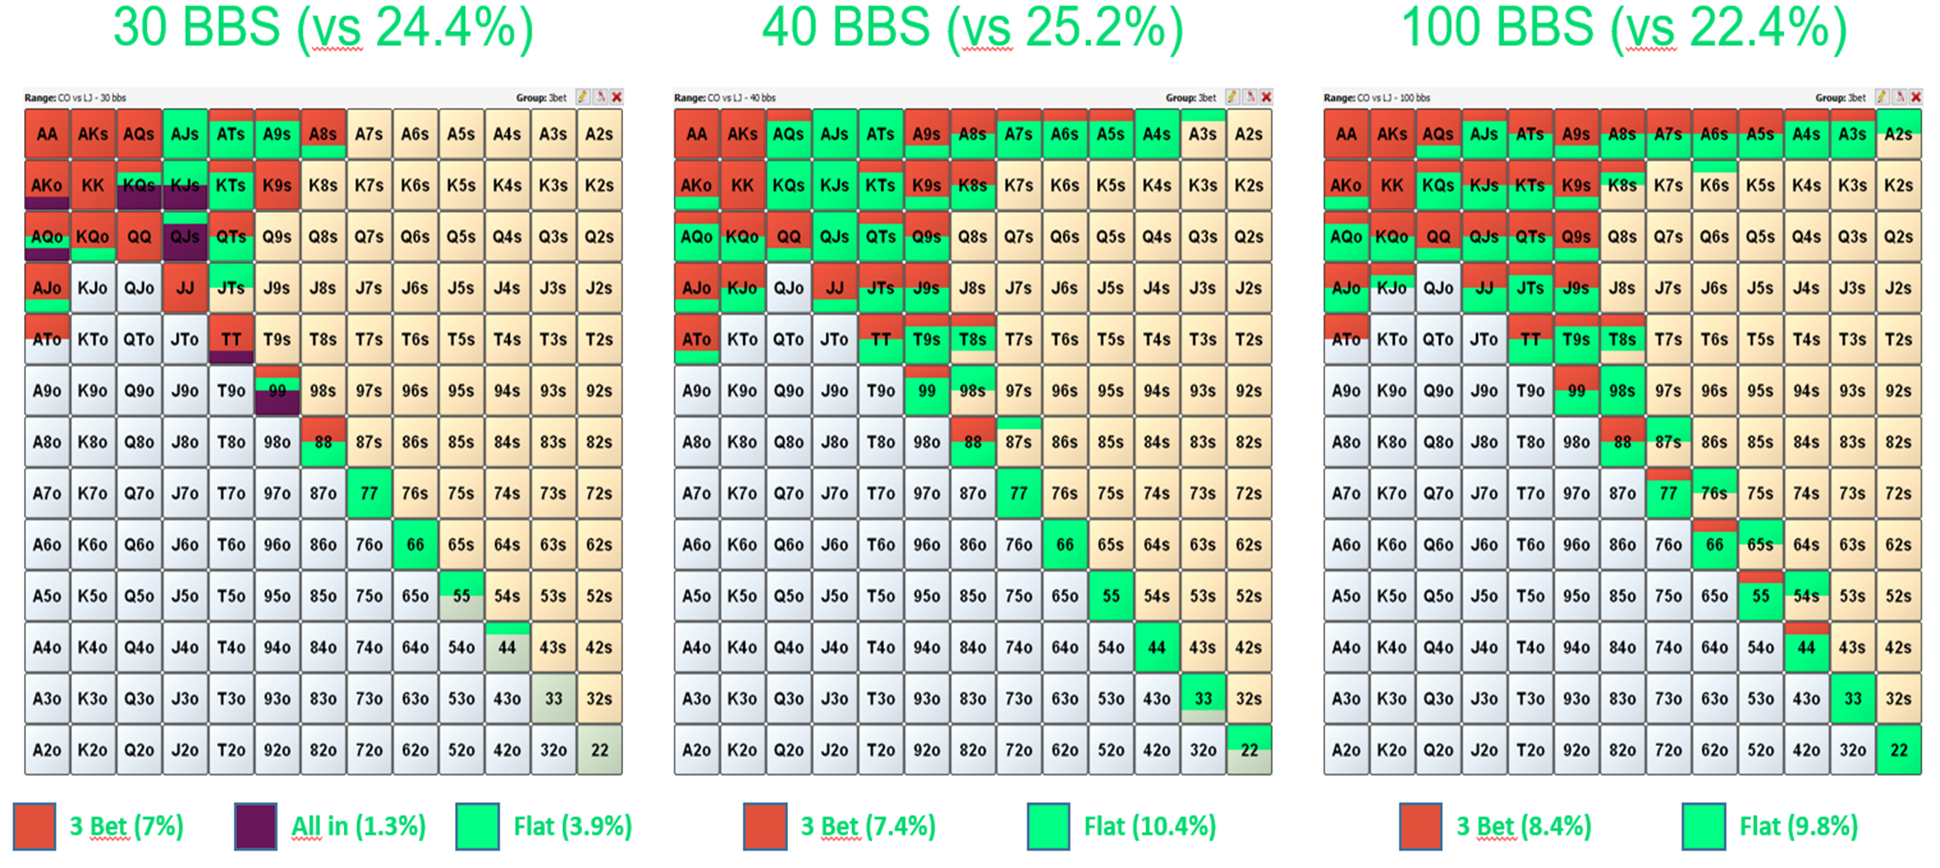 30 BBS (vs 24.4%) 40 BBS (vs 25.2%) 100 BBS (vs 22.4%)
Range: CO vs LJ - 30 bbs Group: 3bet Range: CO vs LJ - 40 bbs Group: 3bet Range: CO vs LJ - 100 bbs Group: 3bet
AA AKs AQs AJs ATs A9s A8s A7s A6s A5s A4s A3s A2s AA AKs AQs AJs ATs A9s A8s A7s A6s A5s A4s A3s A2s AA AKs AQs AJs ATs A9s A8s A7s A6s A5s A4s A3s A2s
AKo KK KQs KJs KTs K9s K8s K7s K6s K5s K4s K3s K2s AKo KK KQs KJs KTs K9s K8s K7s K6s K5s K4s K3s K2s AKo KK KQs KJs KTs K9s K8s K7s K6s K5s K4s K3s K2s
AQo KQo QQ QJs QTs Q9s Q8s Q7s Q6s Q5s Q4s Q3s Q2s AQo KQo QQ QJs QTs Q9s Q8s Q7s Q6s Q5s Q4s Q3s Q2s AQo KQo QQ QJs QTs Q9s Q8s Q7s Q6s Q5s Q4s Q3s Q2s
AJo KJo QJo JJ JTs J9s J8s J7s J6s J5s J4s J3s J2s AJo KJo QJo JJ JTs J9s J8s J7s J6s J5s J4s J3s J2s AJo KJo QJo JJ JTs J9s J8s J7s J6s J5s J4s J3s J2s
ATo KTo QTo JTo TT T9s T8s T7s T6s T5s T4s T3s T2s ATo KTo QTo JTo TT T9s T8s T7s T6s T5s T4s T3s T2s ATo KTo QTo JTo TT T9s T8s T7s T6s T5s T4s T3s T2s
A9o K9o Q9o J9o T9o 99 98s 97s 96s 95s 94s 93s 92s A9o K9o Q9o J9o T9o 99 98s 97s 96s 95s 94s 93s 92s A9o K9o Q9o J9o T9o 99 98s 97s 96s 95s 94s 93s 92s
A8o K8o Q8o J8o T8o 98o 88 87s 86s 85s 84s 83s 82s A8o K8o Q8o J8o T8o 98o 88 87s 86s 85s 84s 83s 82s A8o K8o Q8o J8o T8o 98o 88 87s 86s 85s 84s 83s 82s
A7o K7o Q7o J7o T7o 97o 87o 77 76s 75s 74s 73s 72s A7o K7o Q7o J7o T7o 97o 87o 77 76s 75s 74s 73s 72s A7o K7o Q7o J7o T7o 97o 87o 77 76s 75s 74s 73s 72s
A6o K6o Q6o J6o T6o 96o 86o 76o 66 65s 64s 63s 62s A6o K6o Q6o J6o T6o 96o 86o 76o 66 65s 64s 63s 62s A6o K6o Q6o J6o T6o 96o 86o 76o 66 65s 64s 63s 62s
A5o K5o Q5o J5o T5o 95o 85o 75o 65o 55 54s 53s 52s A5o K5o Q5o J5o T5o 95o 85o 75o 65o 55 54s 53s 52s A5o K5o Q5o J5o T5o 95o 85o 75o 65o 55 54s 53s 52s
A4o K4o Q4o J4o T4o 94o 84o 74o 64o 54o 44 43s 42s A4o K4o Q4o J4o T4o 94o 84o 74o 64o 54o 44 43s 42s A4o K4o Q4o J4o T4o 94o 84o 74o 64o 54o 44 43s 42s
A3o K3o Q3o J3o T3o 93o 83o 73o 63o 53o 43o 33 32s A3o K3o Q3o J3o T3o 93o 83o 73o 63o 53o 43o 33 32s A3o K3o Q3o J3o T3o 93o 83o 73o 63o 53o 43o 33 32s
A2o K2o Q2o J2o T2o 92o 82o 72o 62o 52o 42o 32o 22 A2o K2o Q2o J2o T2o 92o 82o 72o 62o 52o 42o 32o 22 A2o K2o Q2o J2o T2o 92o 82o 72o 62o 52o 42o 32o 22
3 Bet (7%) All in (1.3%) Flat (3.9%) 3 Bet (7.4%) Flat (10.4%) 3 Bet (8.4%) Flat (9.8%)